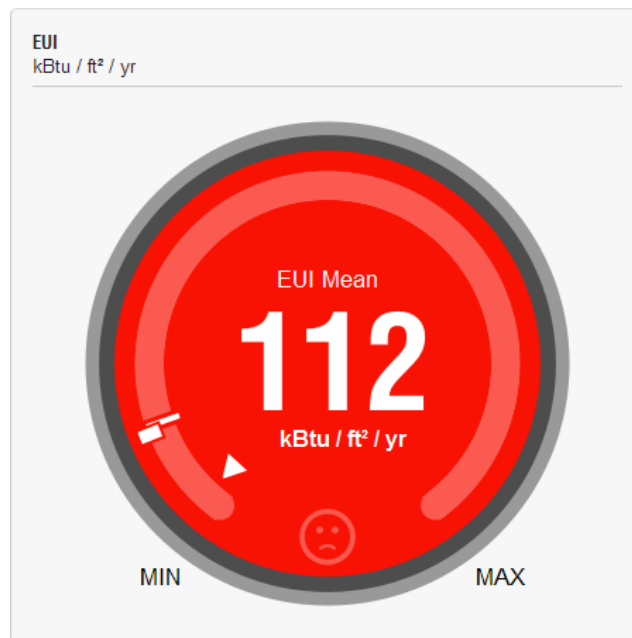 EUI
kBtu / ft² / yr
EUI Mean
112
kBtu / ft² / yr
MIN
MAX